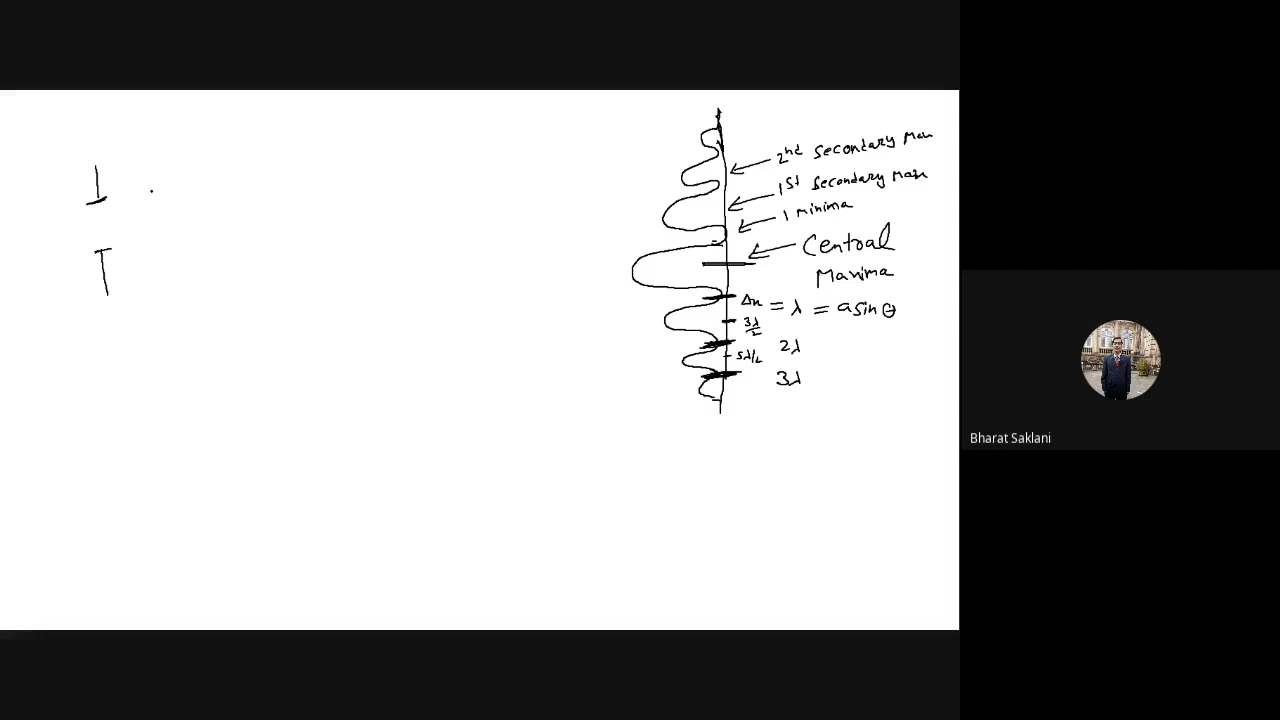 2nd secondary max
1st secondary max
1 minima
Central
Maxima
Δx = λ = a sin θ
3λ/2
2λ
5λ/2
3λ
Bharat Saklani